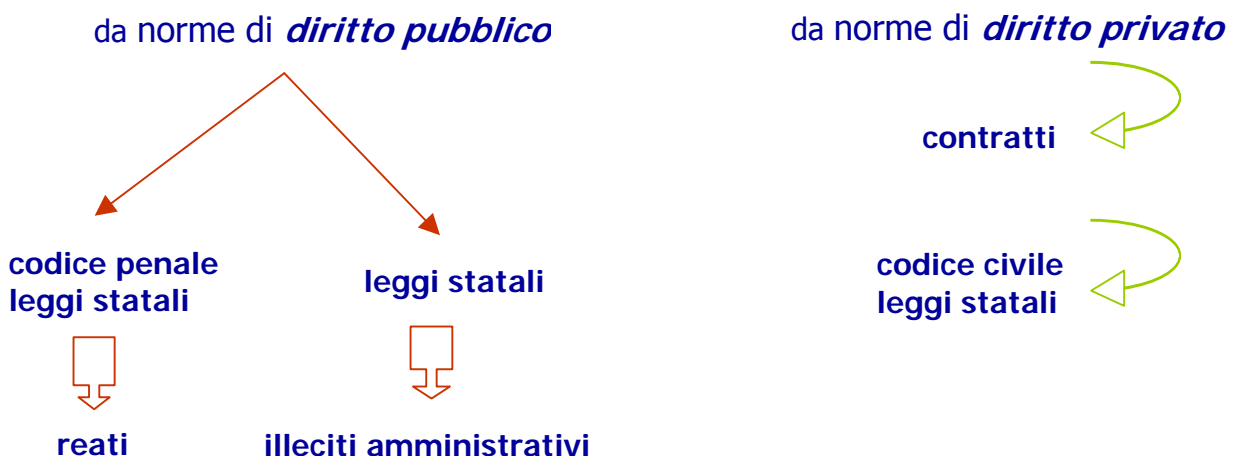 da norme di diritto pubblico
da norme di diritto privato
contratti
codice penale
leggi statali
leggi statali
codice civile
leggi statali
reati
illeciti amministrativi